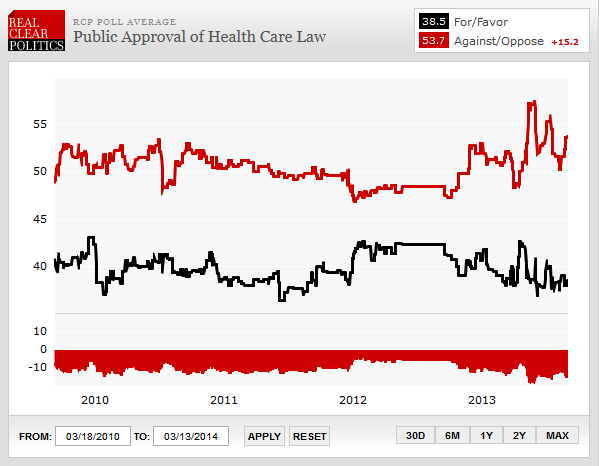 REAL
CLEAR
POLITICS
RCP POLL AVERAGE
Public Approval of Health Care Law
38.5 For/Favor
53.7 Against/Oppose +15.2
55
50
45
40
10
0
-10
2010 2011 2012 2013
FROM: 03/18/2010 TO: 03/13/2014 APPLY RESET 30D 6M 1Y 2Y MAX